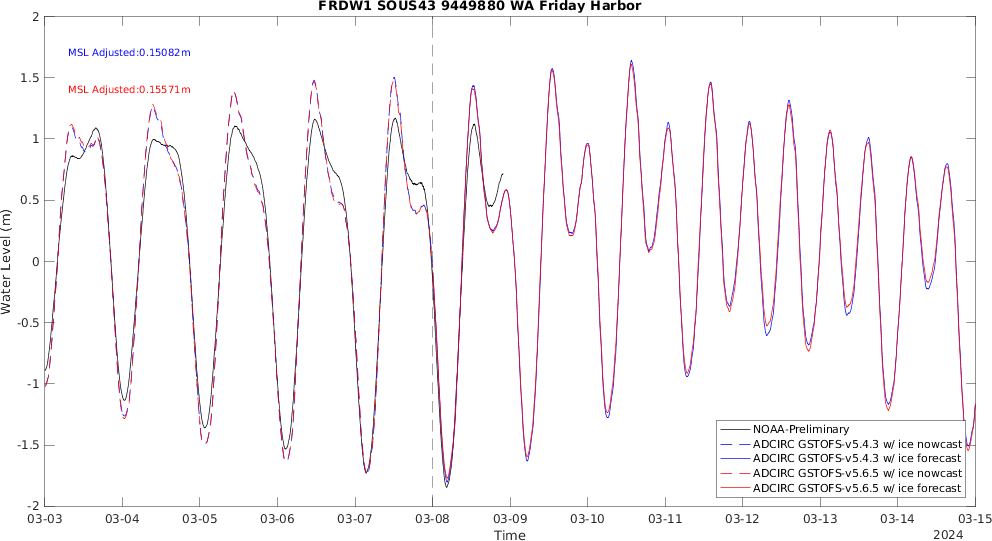 FRDW1 SOUS43 9449880 WA Friday Harbor
2
1.5
1
0.5
0
-0.5
-1
-1.5
-2
Water Level (m)
MSL Adjusted:0.15082m
MSL Adjusted:0.15571m
NOAA-Preliminary
ADCIRC GSTOFS-v5.4.3 w/ ice nowcast
ADCIRC GSTOFS-v5.4.3 w/ ice forecast
ADCIRC GSTOFS-v5.6.5 w/ ice nowcast
ADCIRC GSTOFS-v5.6.5 w/ ice forecast
03-03 03-04 03-05 03-06 03-07 03-08 03-09 03-10 03-11 03-12 03-13 03-14 03-15
Time
2024